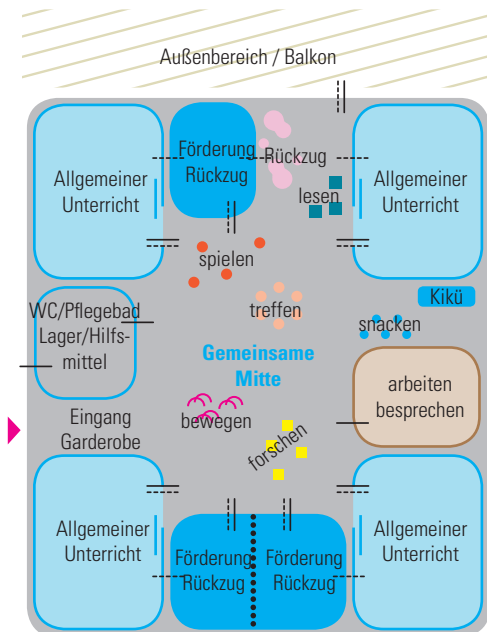 Außenbereich / Balkon
Allgemeiner
Unterricht
Förderung
Rückzug
Rückzug
lesen
Allgemeiner
Unterricht
spielen
treffen
Kikü
snacken
WC/Pflegebad
Lager/Hilfs-
mittel
Gemeinsame
Mitte
arbeiten
besprechen
Eingang
Garderobe
bewegen
forschen
Allgemeiner
Unterricht
Förderung
Rückzug
Förderung
Rückzug
Allgemeiner
Unterricht